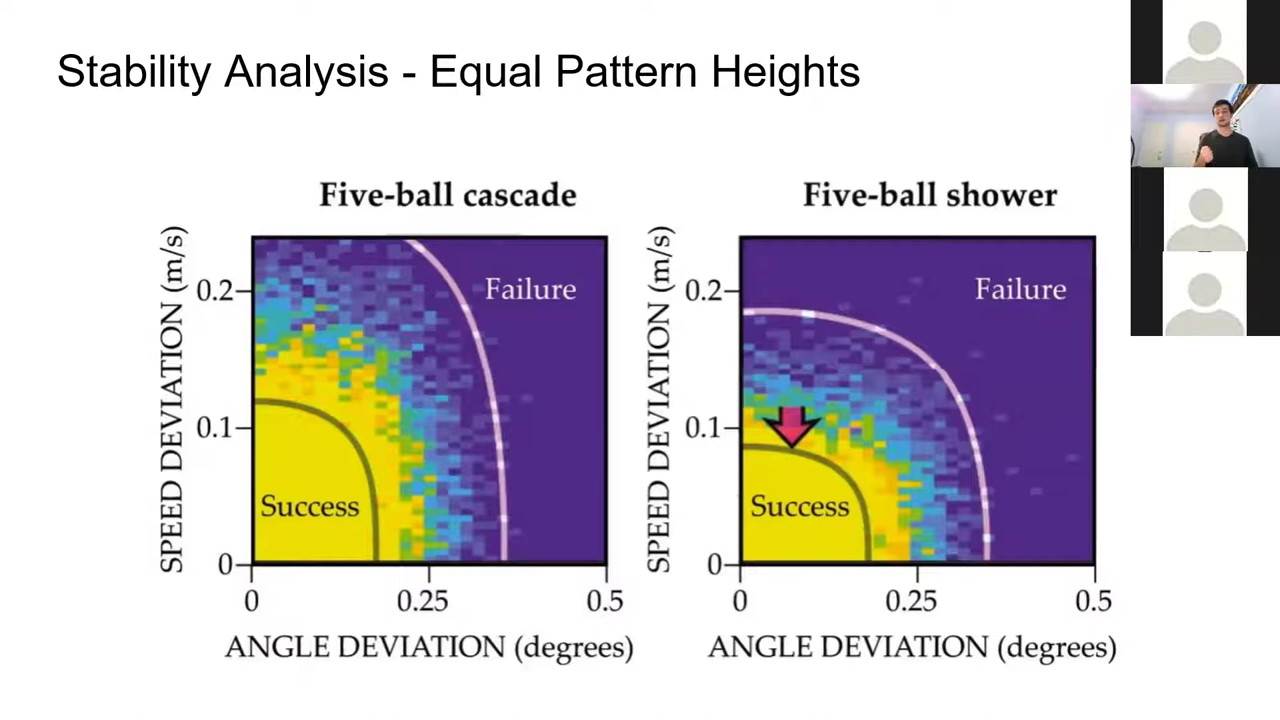 Stability Analysis - Equal Pattern Heights
Five-ball cascade
SPEED DEVIATION (m/s)
0.2
0.1
0
Failure
Success
0
0.25
0.5
ANGLE DEVIATION (degrees)
Five-ball shower
SPEED DEVIATION (m/s)
0.2
0.1
0
Failure
Success
0
0.25
0.5
ANGLE DEVIATION (degrees)